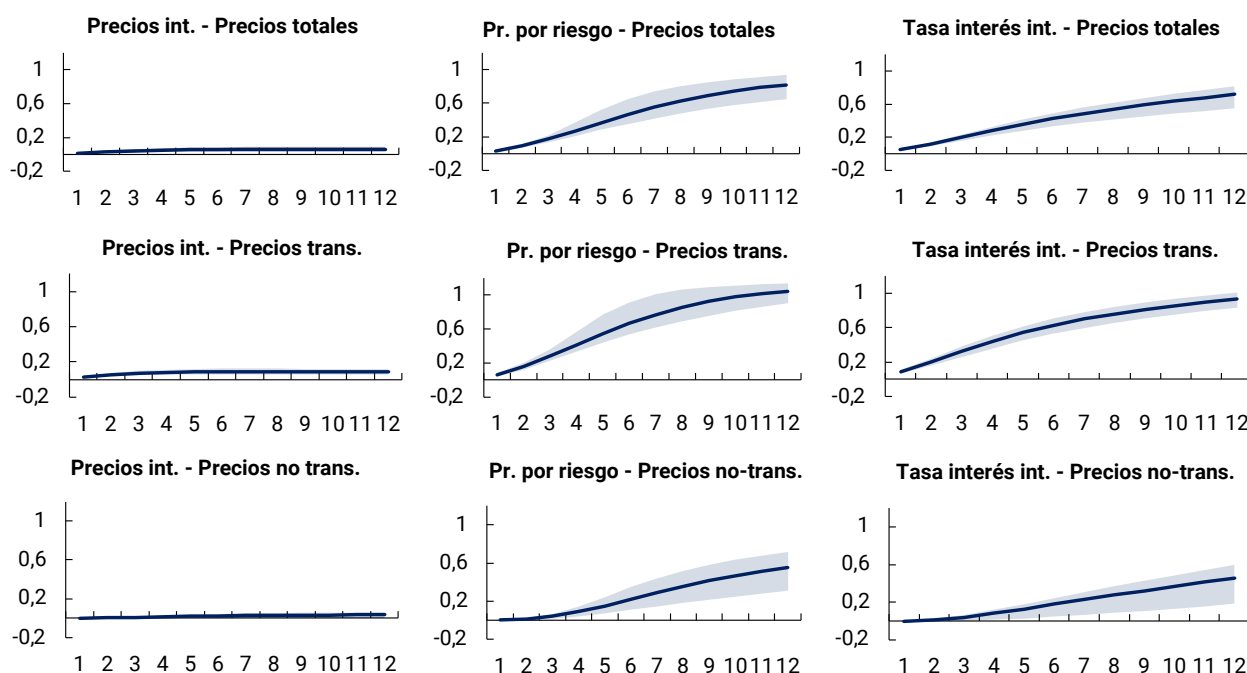 Precios int. - Precios totales
1
0,6
0,2
-0,2
1 2 3 4 5 6 7 8 9 10 11 12
Pr. por riesgo - Precios totales
1
0,6
0,2
-0,2
1 2 3 4 5 6 7 8 9 10 11 12
Tasa interés int. - Precios totales
1
0,6
0,2
-0,2
1 2 3 4 5 6 7 8 9 10 11 12
Precios int. - Precios trans.
1
0,6
0,2
-0,2
1 2 3 4 5 6 7 8 9 10 11 12
Pr. por riesgo - Precios trans.
1
0,6
0,2
-0,2
1 2 3 4 5 6 7 8 9 10 11 12
Tasa interés int. - Precios trans.
1
0,6
0,2
-0,2
1 2 3 4 5 6 7 8 9 10 11 12
Precios int. - Precios no trans.
1
0,6
0,2
-0,2
1 2 3 4 5 6 7 8 9 10 11 12
Pr. por riesgo - Precios no-trans.
1
0,6
0,2
-0,2
1 2 3 4 5 6 7 8 9 10 11 12
Tasa interés int. - Precios no-trans.
1
0,6
0,2
-0,2
1 2 3 4 5 6 7 8 9 10 11 12